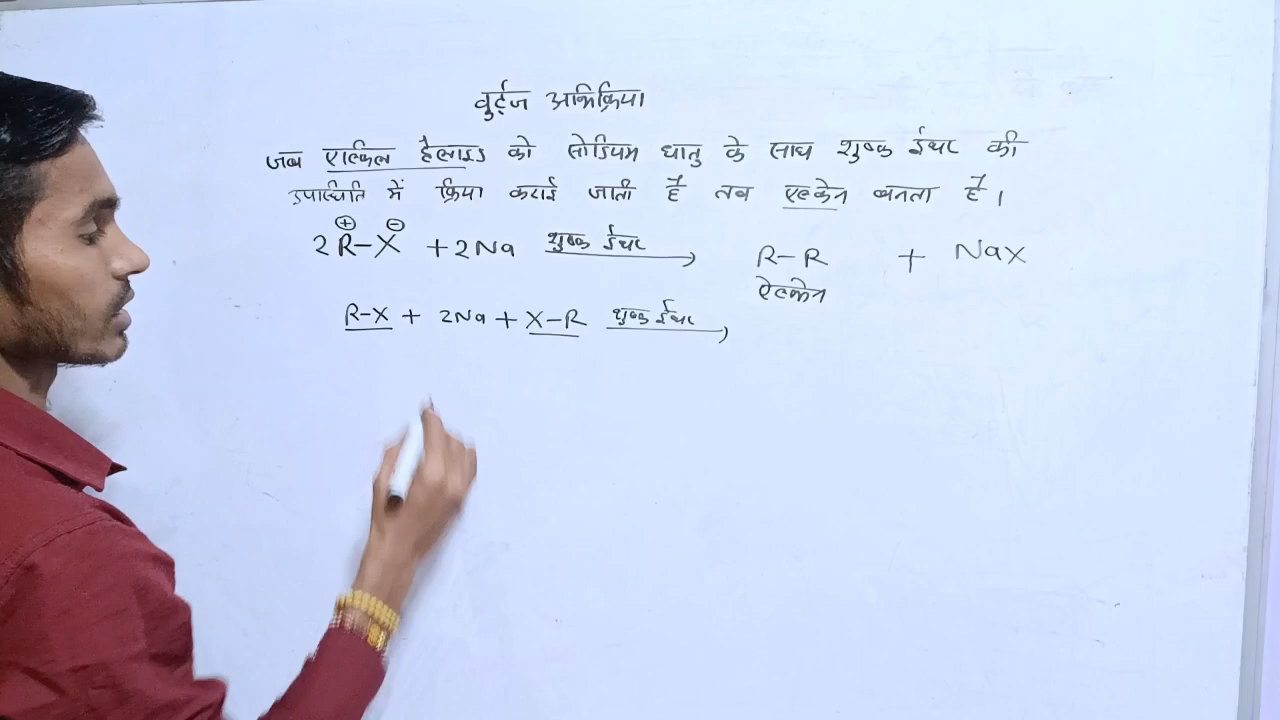 वुर्ट्ज अभिक्रिया
जब एल्किल हैलाइड को सोडियम धातु के साथ शुष्क ईथर की
उपस्थिति में क्रिया कराई जाती है तब एल्केन बनता है।
2R⊕–X⊖ + 2Na शुष्क ईथर → R–R + NaX
ऐल्केन
R–X + 2Na + X–R शुष्क ईथर →